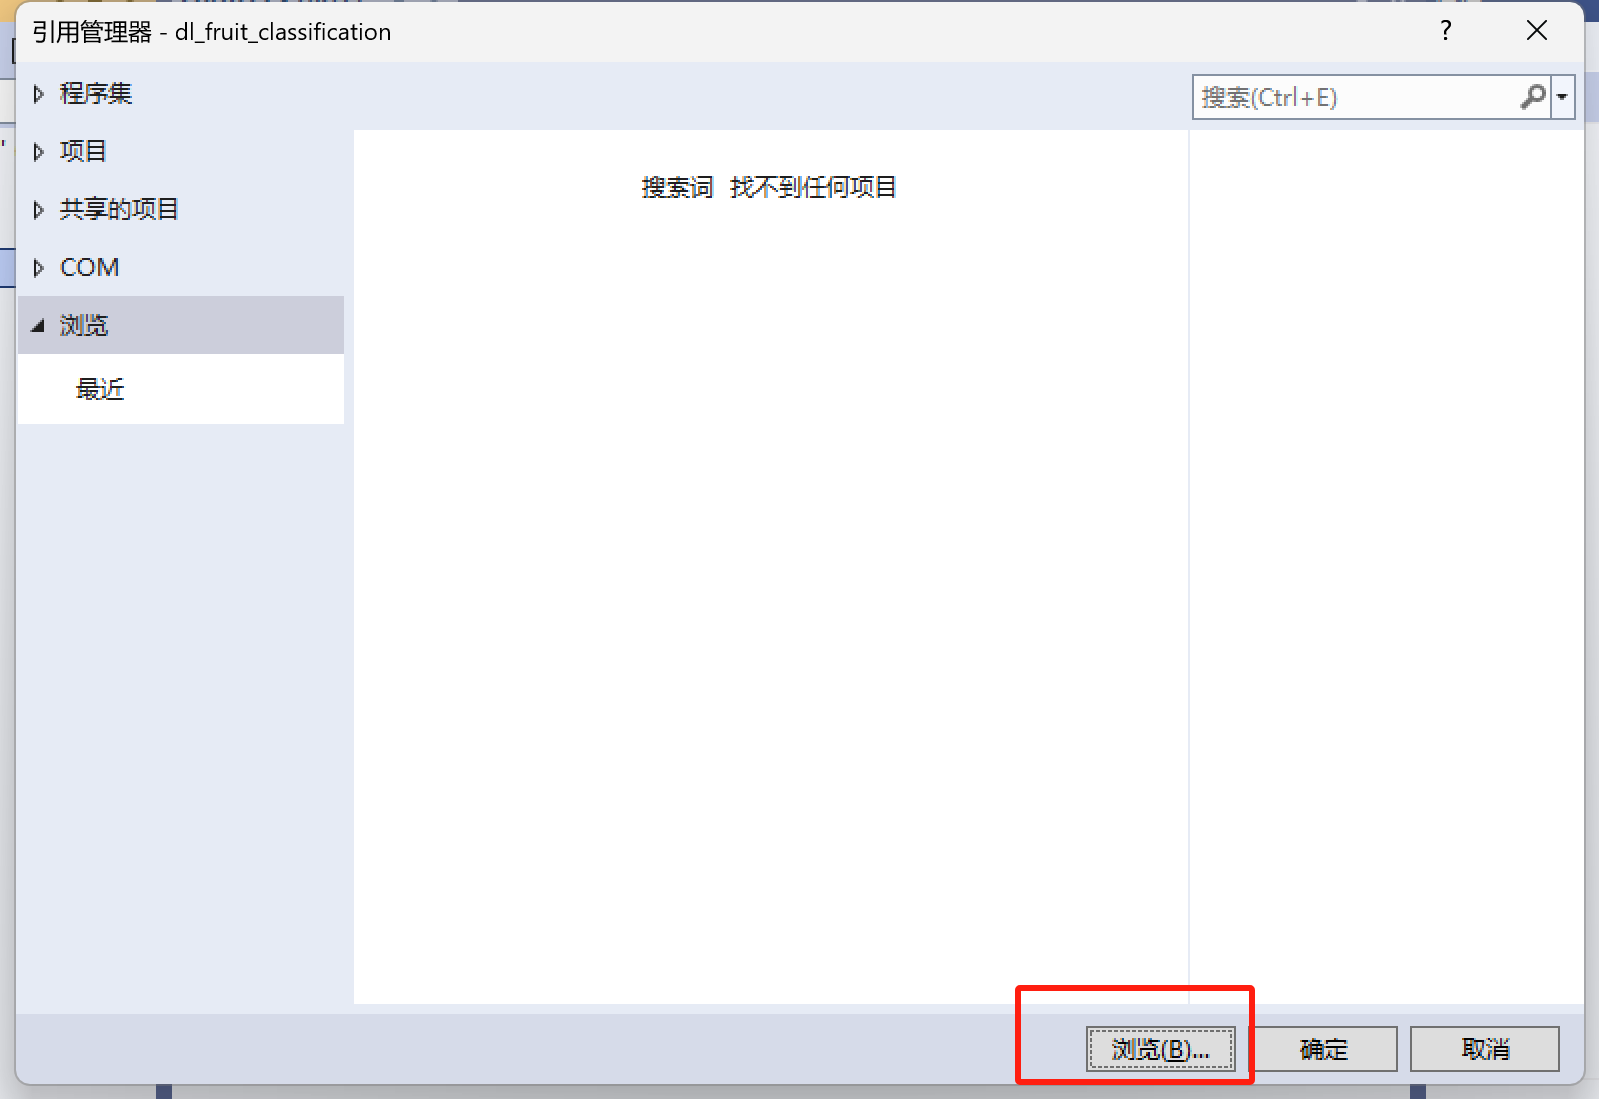 引用管理器 - dl_fruit_classification
?
程序集
搜索(Ctrl+E)
项目
搜索词 找不到任何项目
共享的项目
COM
浏览
最近
浏览(B)...
确定
取消